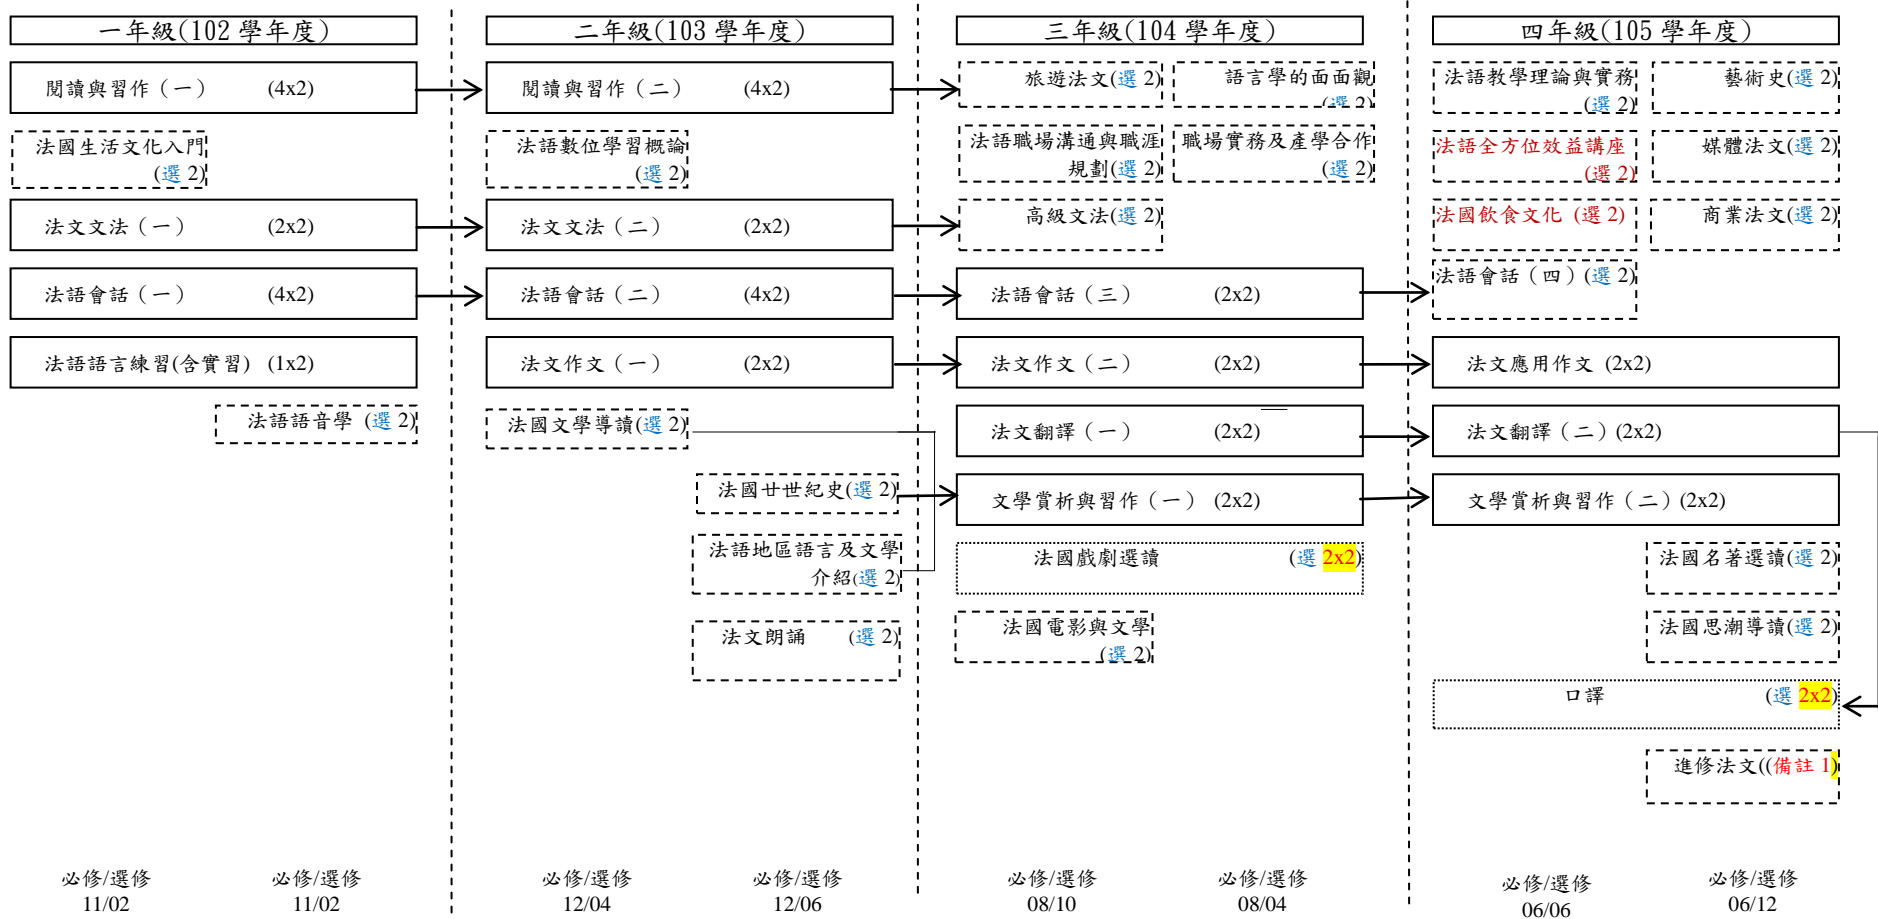 一年級(102 學年度)
二年級(103 學年度)
三年級(104 學年度)
四年級(105 學年度)
閱讀與習作（一） (4x2)
法國生活文化入門
(選 2)
法文文法（一） (2x2)
法語會話（一） (4x2)
法語語言練習(含實習) (1x2)
法語語音學 (選 2)
閱讀與習作（二） (4x2)
法語數位學習概論
(選 2)
法文文法（二） (2x2)
法語會話（二） (4x2)
法文作文（一） (2x2)
法國文學導讀(選 2)
法國廿世紀史(選 2)
法語地區語言及文學
介紹(選 2)
法文朗誦 (選 2)
旅遊法文(選 2)
語言學的面面觀
(選 2)
法語職場溝通與職涯
規劃(選 2)
職場實務及產學合作
(選 2)
高級文法(選 2)
法語會話（三） (2x2)
法文作文（二） (2x2)
法文翻譯（一） (2x2)
文學賞析與習作（一） (2x2)
法國戲劇選讀 (選 2x2)
法國電影與文學
(選 2)
法語教學理論與實務
(選 2)
藝術史(選 2)
法語全方位效益講座
(選 2)
媒體法文(選 2)
法國飲食文化 (選 2)
商業法文(選 2)
法語會話（四）(選 2)
法文應用作文 (2x2)
法文翻譯（二）(2x2)
文學賞析與習作（二）(2x2)
法國名著選讀(選 2)
法國思潮導讀(選 2)
口譯 (選 2x2)
進修法文((備註 1)
必修/選修
11/02
必修/選修
11/02
必修/選修
12/04
必修/選修
12/06
必修/選修
08/10
必修/選修
08/04
必修/選修
06/06
必修/選修
06/12